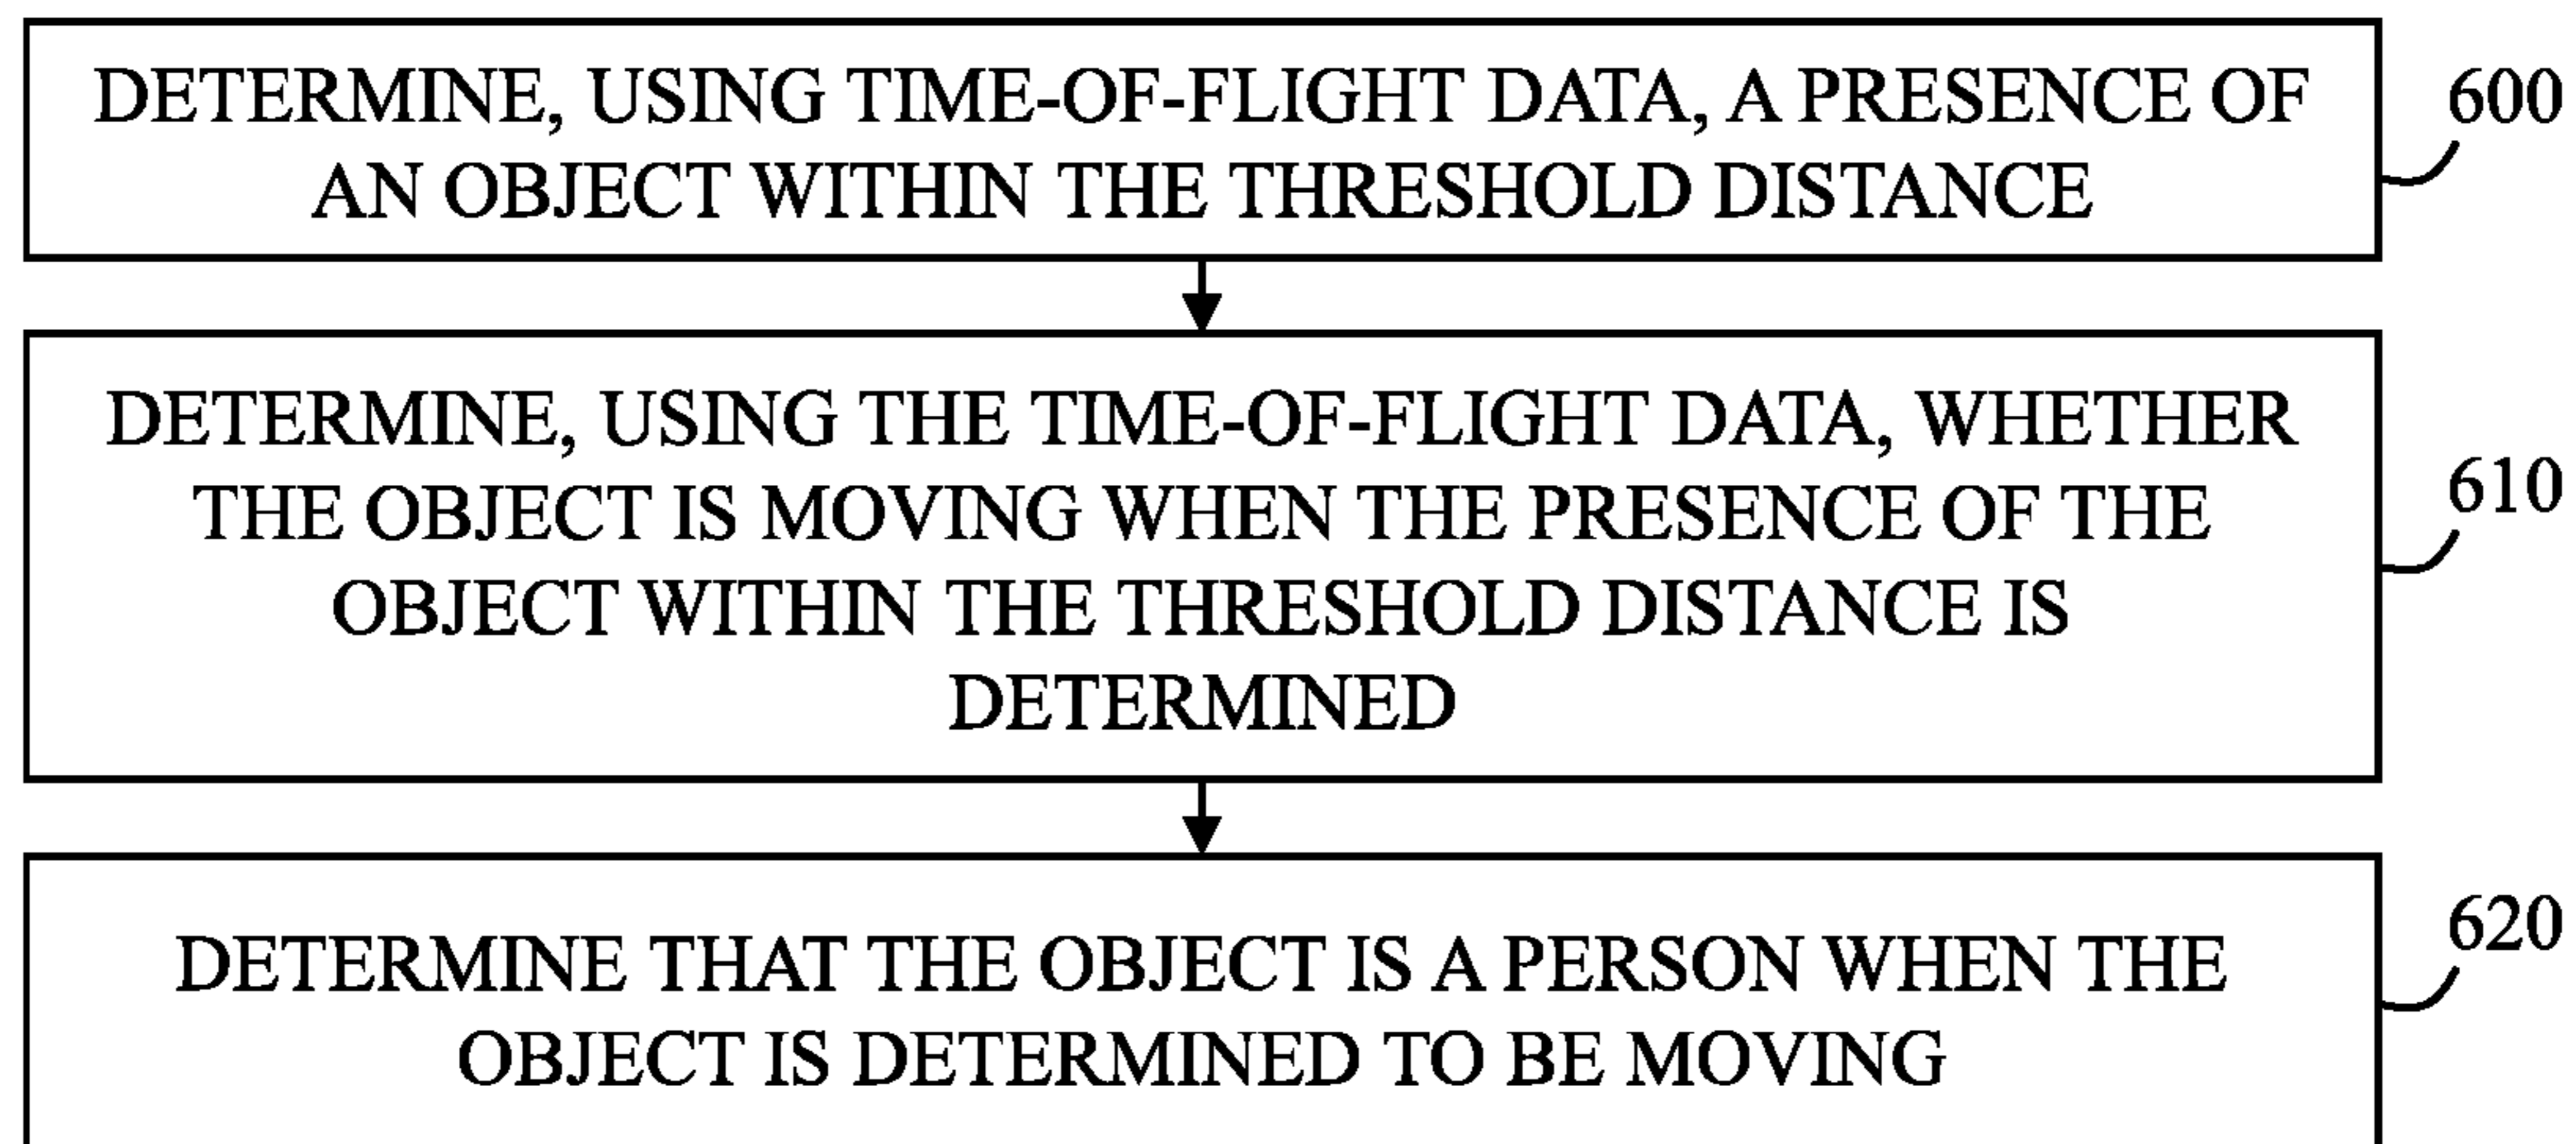 DETERMINE, USING TIME-OF-FLIGHT DATA, A PRESENCE OF
AN OBJECT WITHIN THE THRESHOLD DISTANCE
600
DETERMINE, USING THE TIME-OF-FLIGHT DATA, WHETHER
THE OBJECT IS MOVING WHEN THE PRESENCE OF THE
OBJECT WITHIN THE THRESHOLD DISTANCE IS
DETERMINED
610
DETERMINE THAT THE OBJECT IS A PERSON WHEN THE
OBJECT IS DETERMINED TO BE MOVING
620